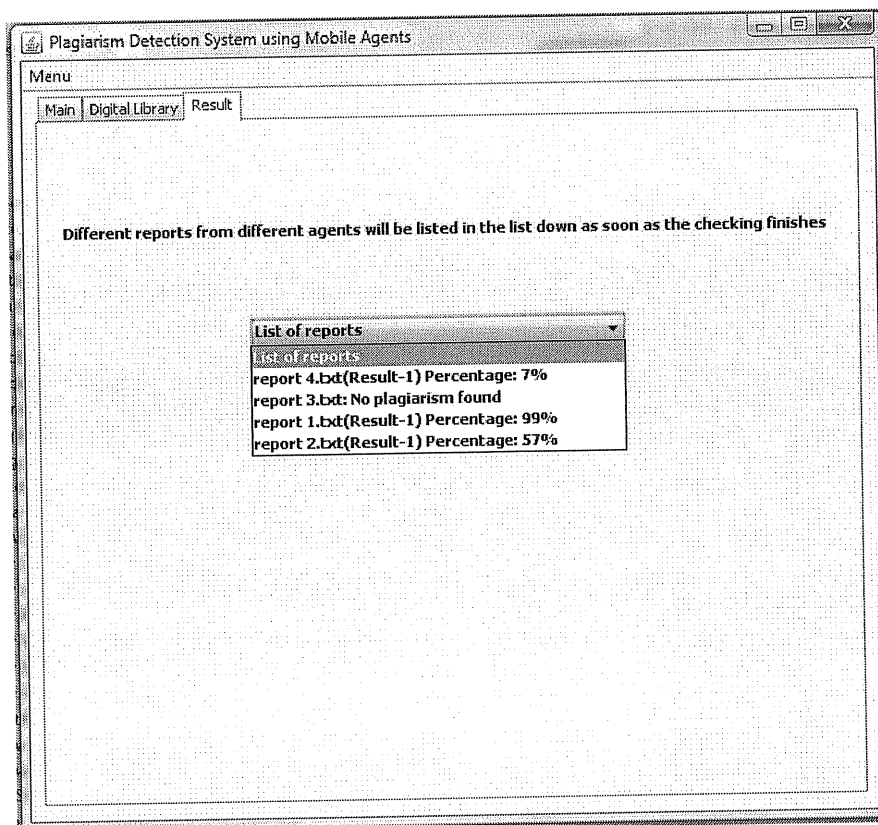 Plagiarism Detection System using Mobile Agents
Menu
Main Digital Library Result
Different reports from different agents will be listed in the list down as soon as the checking finishes
List of reports
List of reports
report 4.txt(Result-1) Percentage: 7%
report 3.txt: No plagiarism found
report 1.txt(Result-1) Percentage: 99%
report 2.txt(Result-1) Percentage: 57%